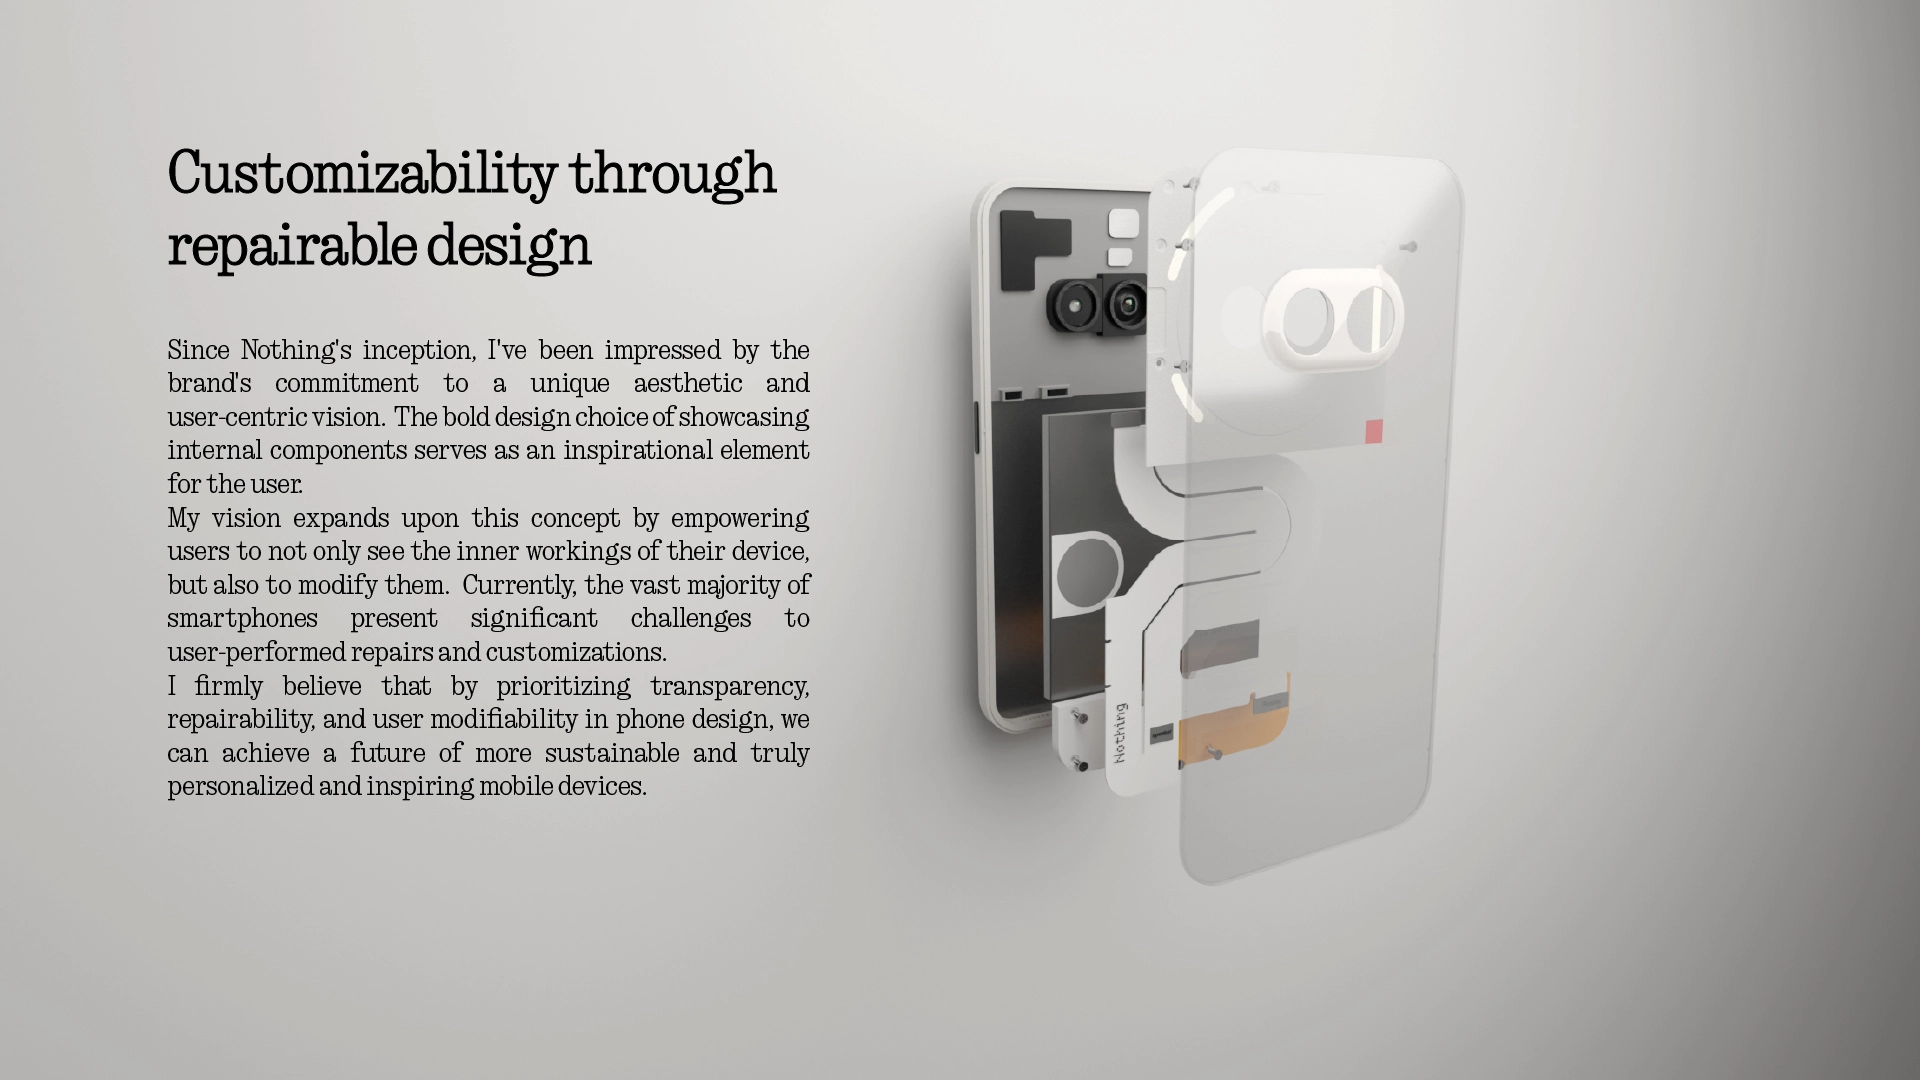 Customizability through
repairable design
Since Nothing's inception, I've been impressed by the
brand's commitment to a unique aesthetic and
user-centric vision. The bold design choice of showcasing
internal components serves as an inspirational element
for the user.
My vision expands upon this concept by empowering
users to not only see the inner workings of their device,
but also to modify them. Currently, the vast majority of
smartphones present significant challenges to
user-performed repairs and customizations.
I firmly believe that by prioritizing transparency,
repairability, and user modifiability in phone design, we
can achieve a future of more sustainable and truly
personalized and inspiring mobile devices.
Nothing